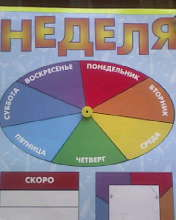 НЕДЕЛЯ
ПОНЕДЕЛЬНИК
ВТОРНИК
СРЕДА
ЧЕТВЕРГ
ПЯТНИЦА
СУББОТА
ВОСКРЕСЕНЬЕ
СКОРО